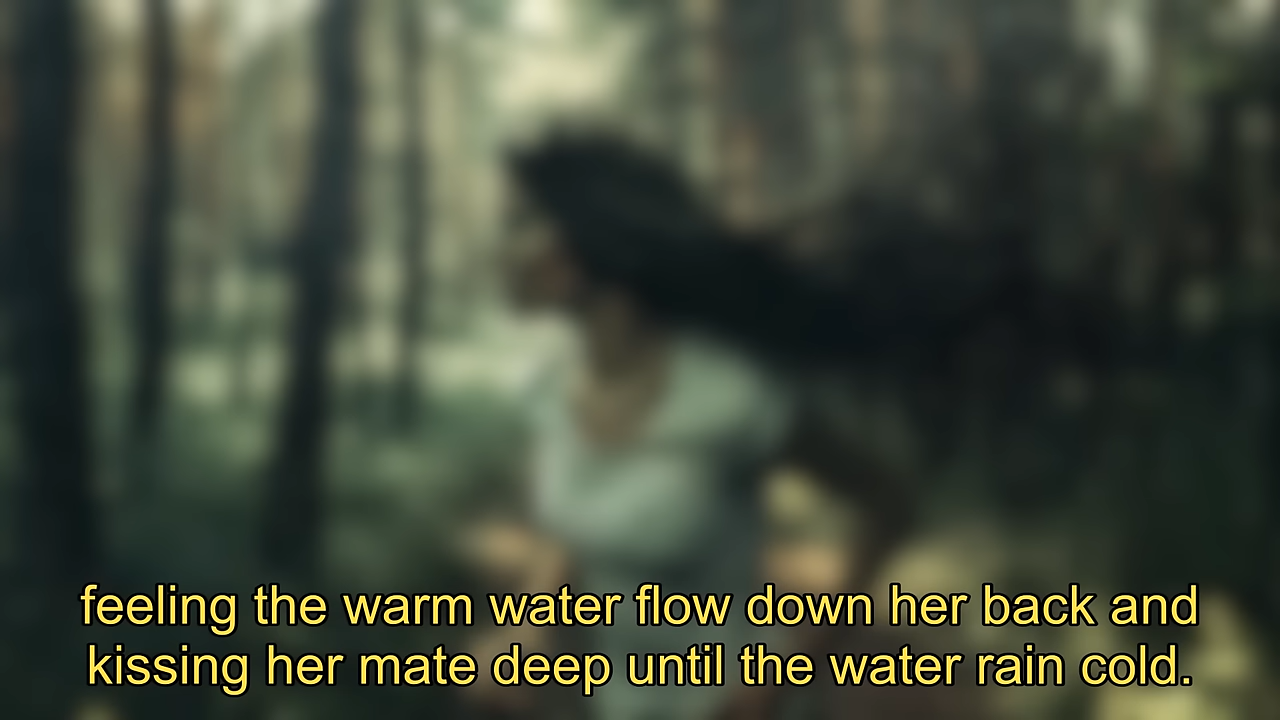 feeling the warm water flow down her back and
kissing her mate deep until the water rain cold.